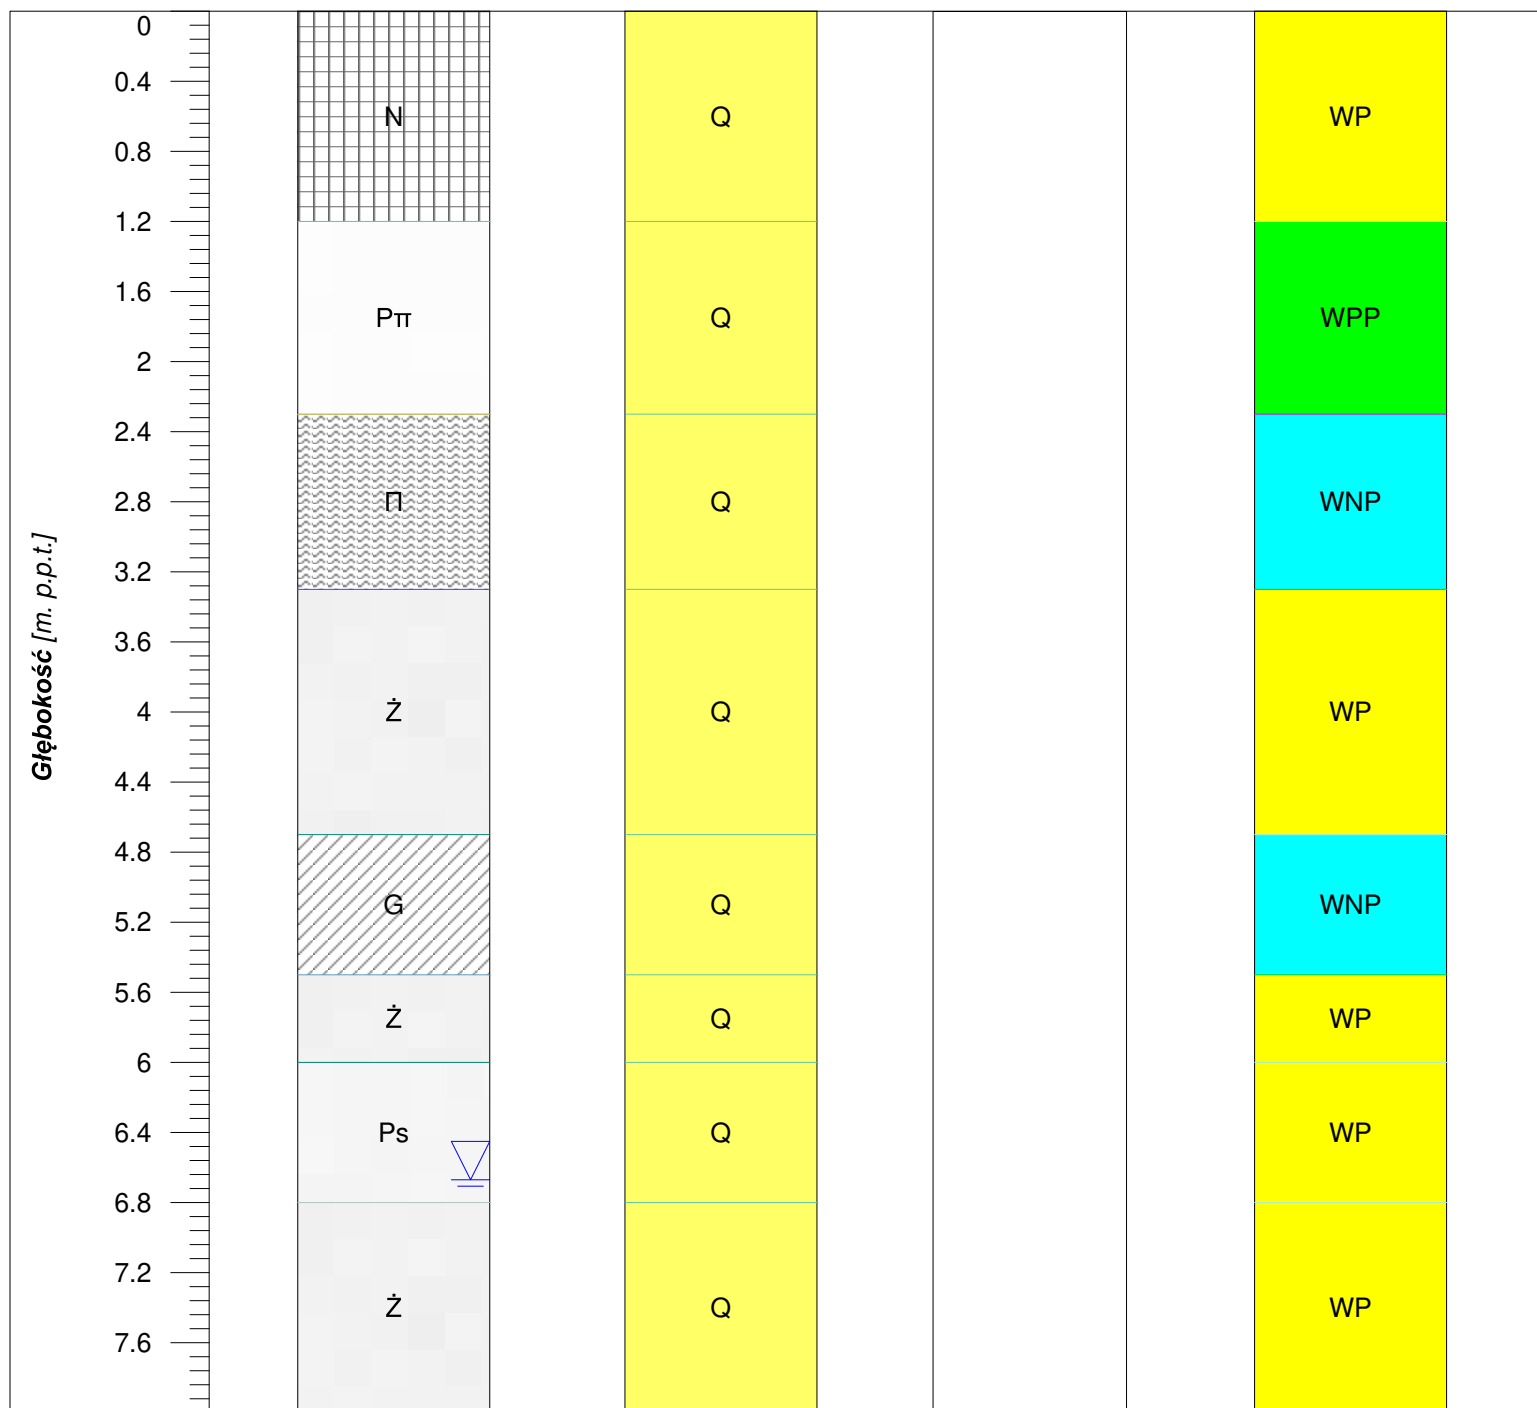 Głębokość [m. p.p.t.]
0
0.4
N Q WP
0.8
1.2
1.6
Pπ Q WPP
2
2.4
2.8 Π Q WNP
3.2
3.6
4 Ż Q WP
4.4
4.8
G Q WNP
5.2
5.6
Ż Q WP
6
6.4 Ps Q WP
6.8
7.2
Ż Q WP
7.6